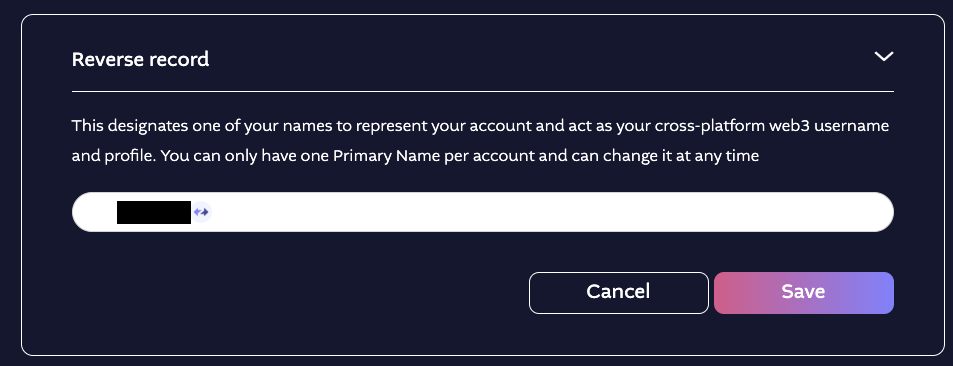 Reverse record
This designates one of your names to represent your account and act as your cross-platform web3 username
and profile. You can only have one Primary Name per account and can change it at any time
Cancel
Save